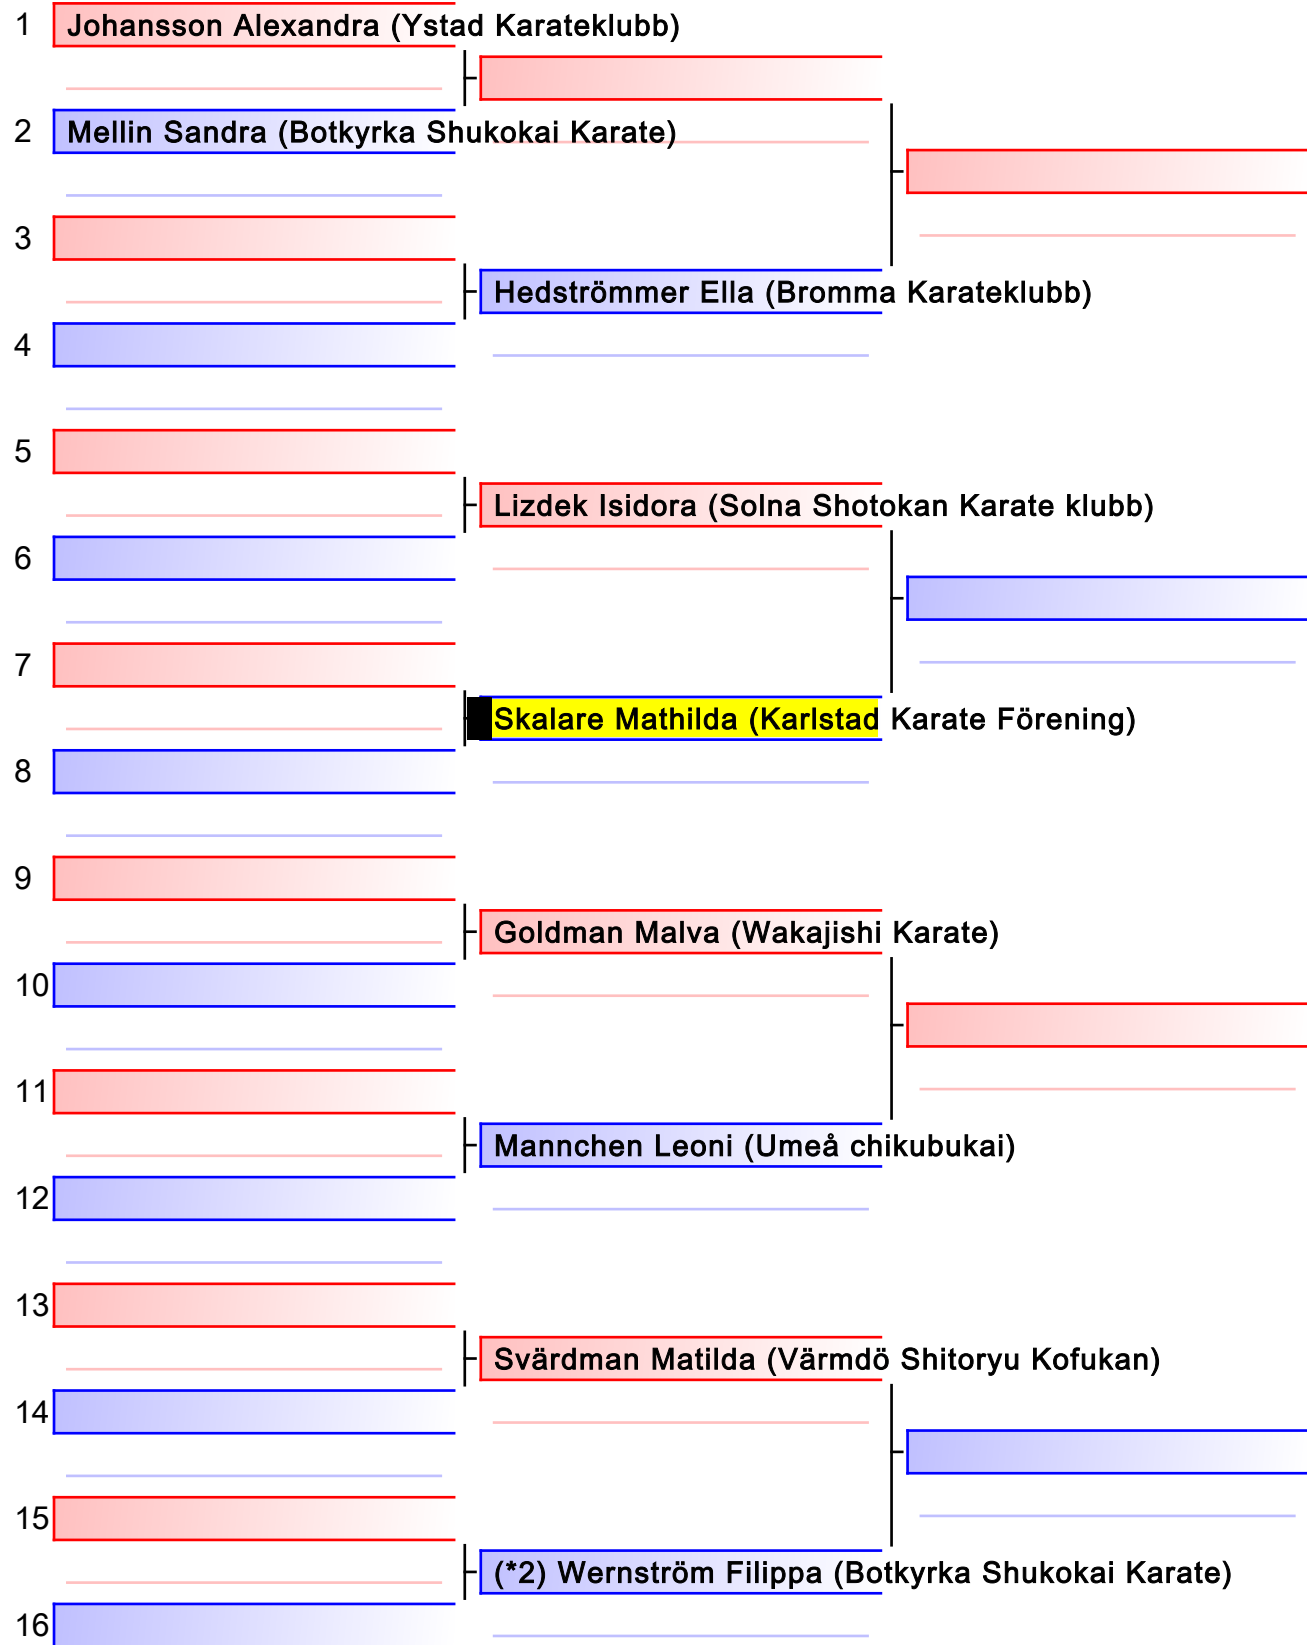 1 Johansson Alexandra (Ystad Karateklubb)
2 Mellin Sandra (Botkyrka Shukokai Karate)
3
Hedströmmer Ella (Bromma Karateklubb)
4
5
Lizdek Isidora (Solna Shotokan Karate klubb)
6
7
Skalare Mathilda (Karlstad Karate Förening)
8
9
Goldman Malva (Wakajishi Karate)
10
11
Mannchen Leoni (Umeå chikubukai)
12
13
Svärdman Matilda (Värmdö Shitoryu Kofukan)
14
15
(*2) Wernström Filippa (Botkyrka Shukokai Karate)
16